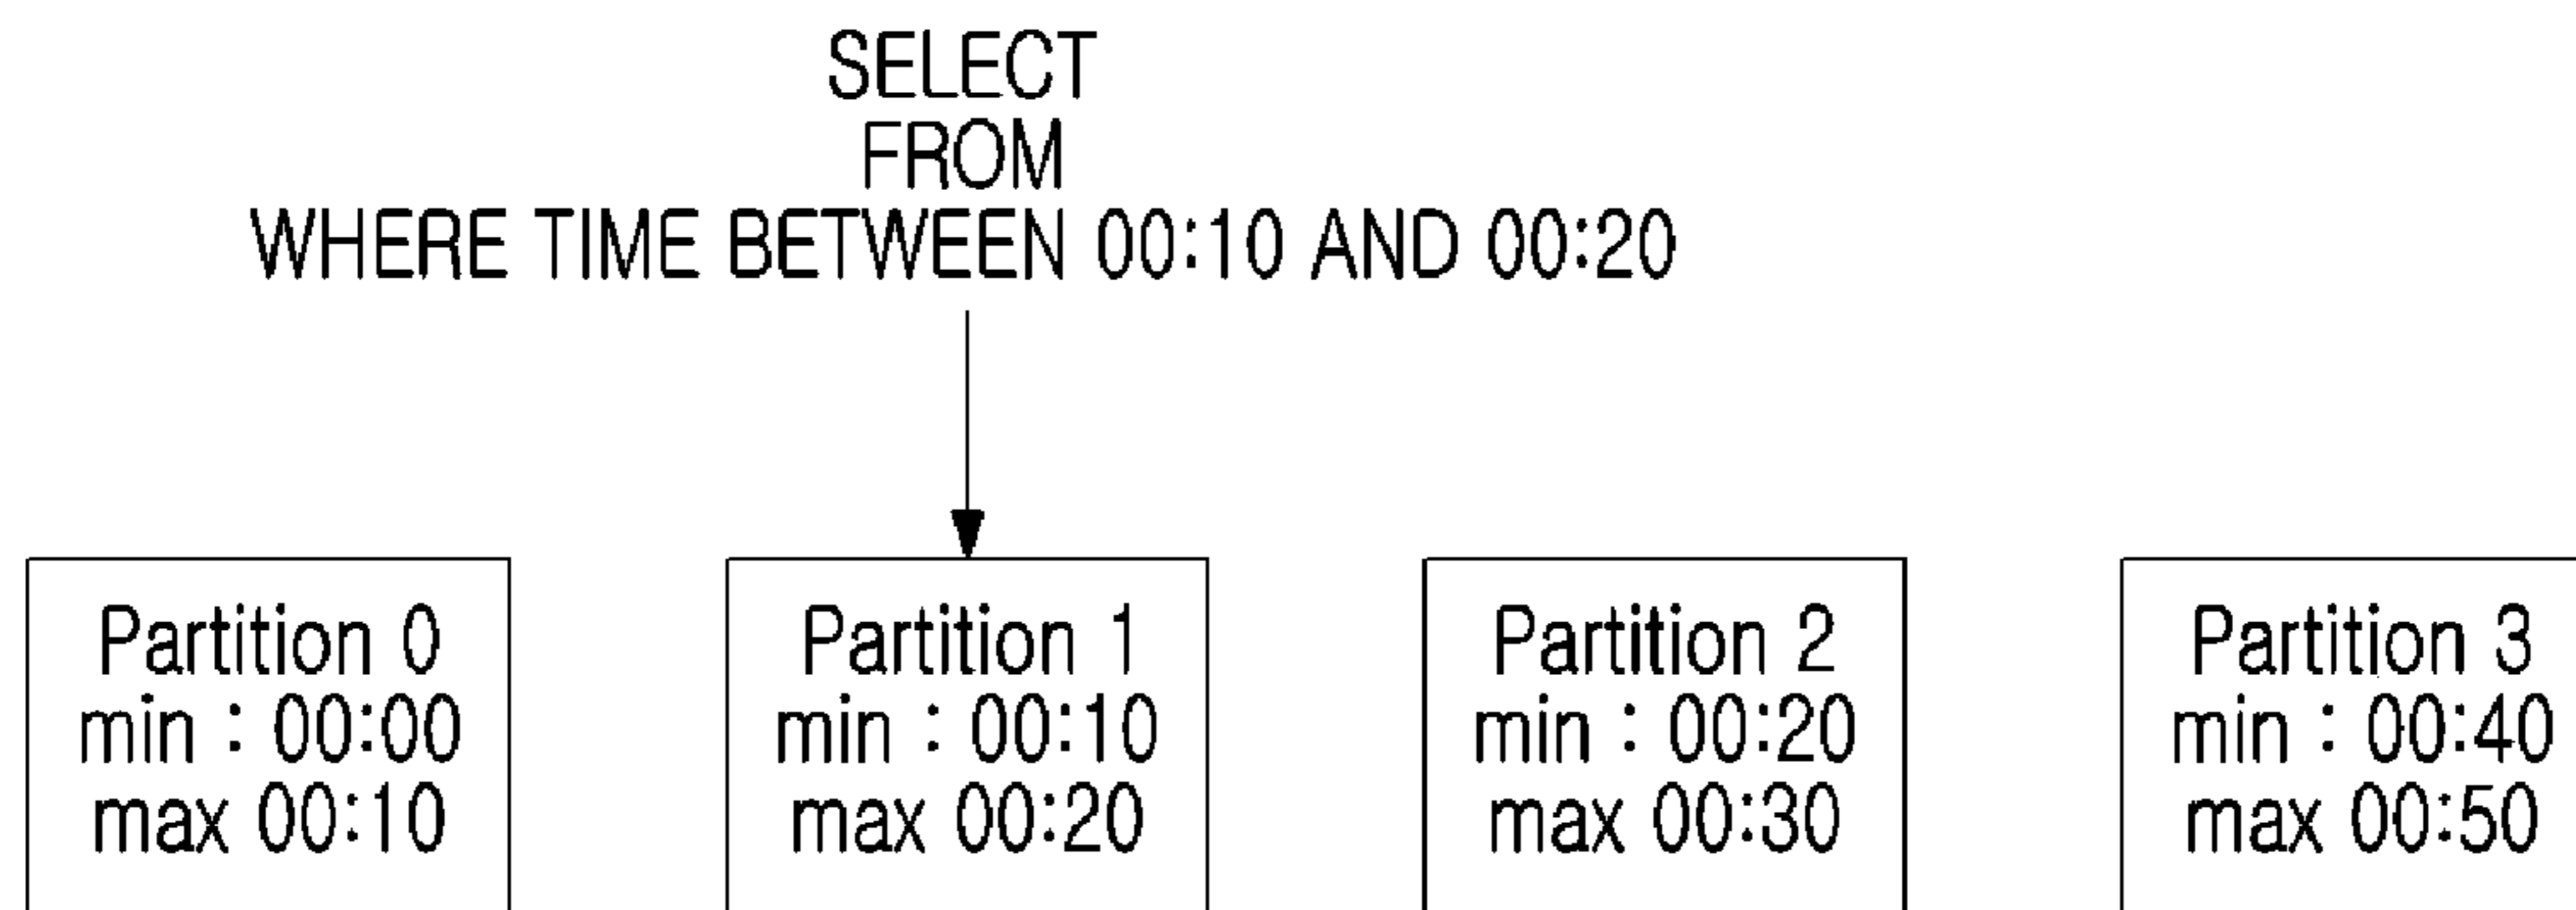 SELECT
FROM
WHERE TIME BETWEEN 00:10 AND 00:20
Partition 0
min : 00:00
max 00:10
Partition 1
min : 00:10
max 00:20
Partition 2
min : 00:20
max 00:30
Partition 3
min : 00:40
max 00:50